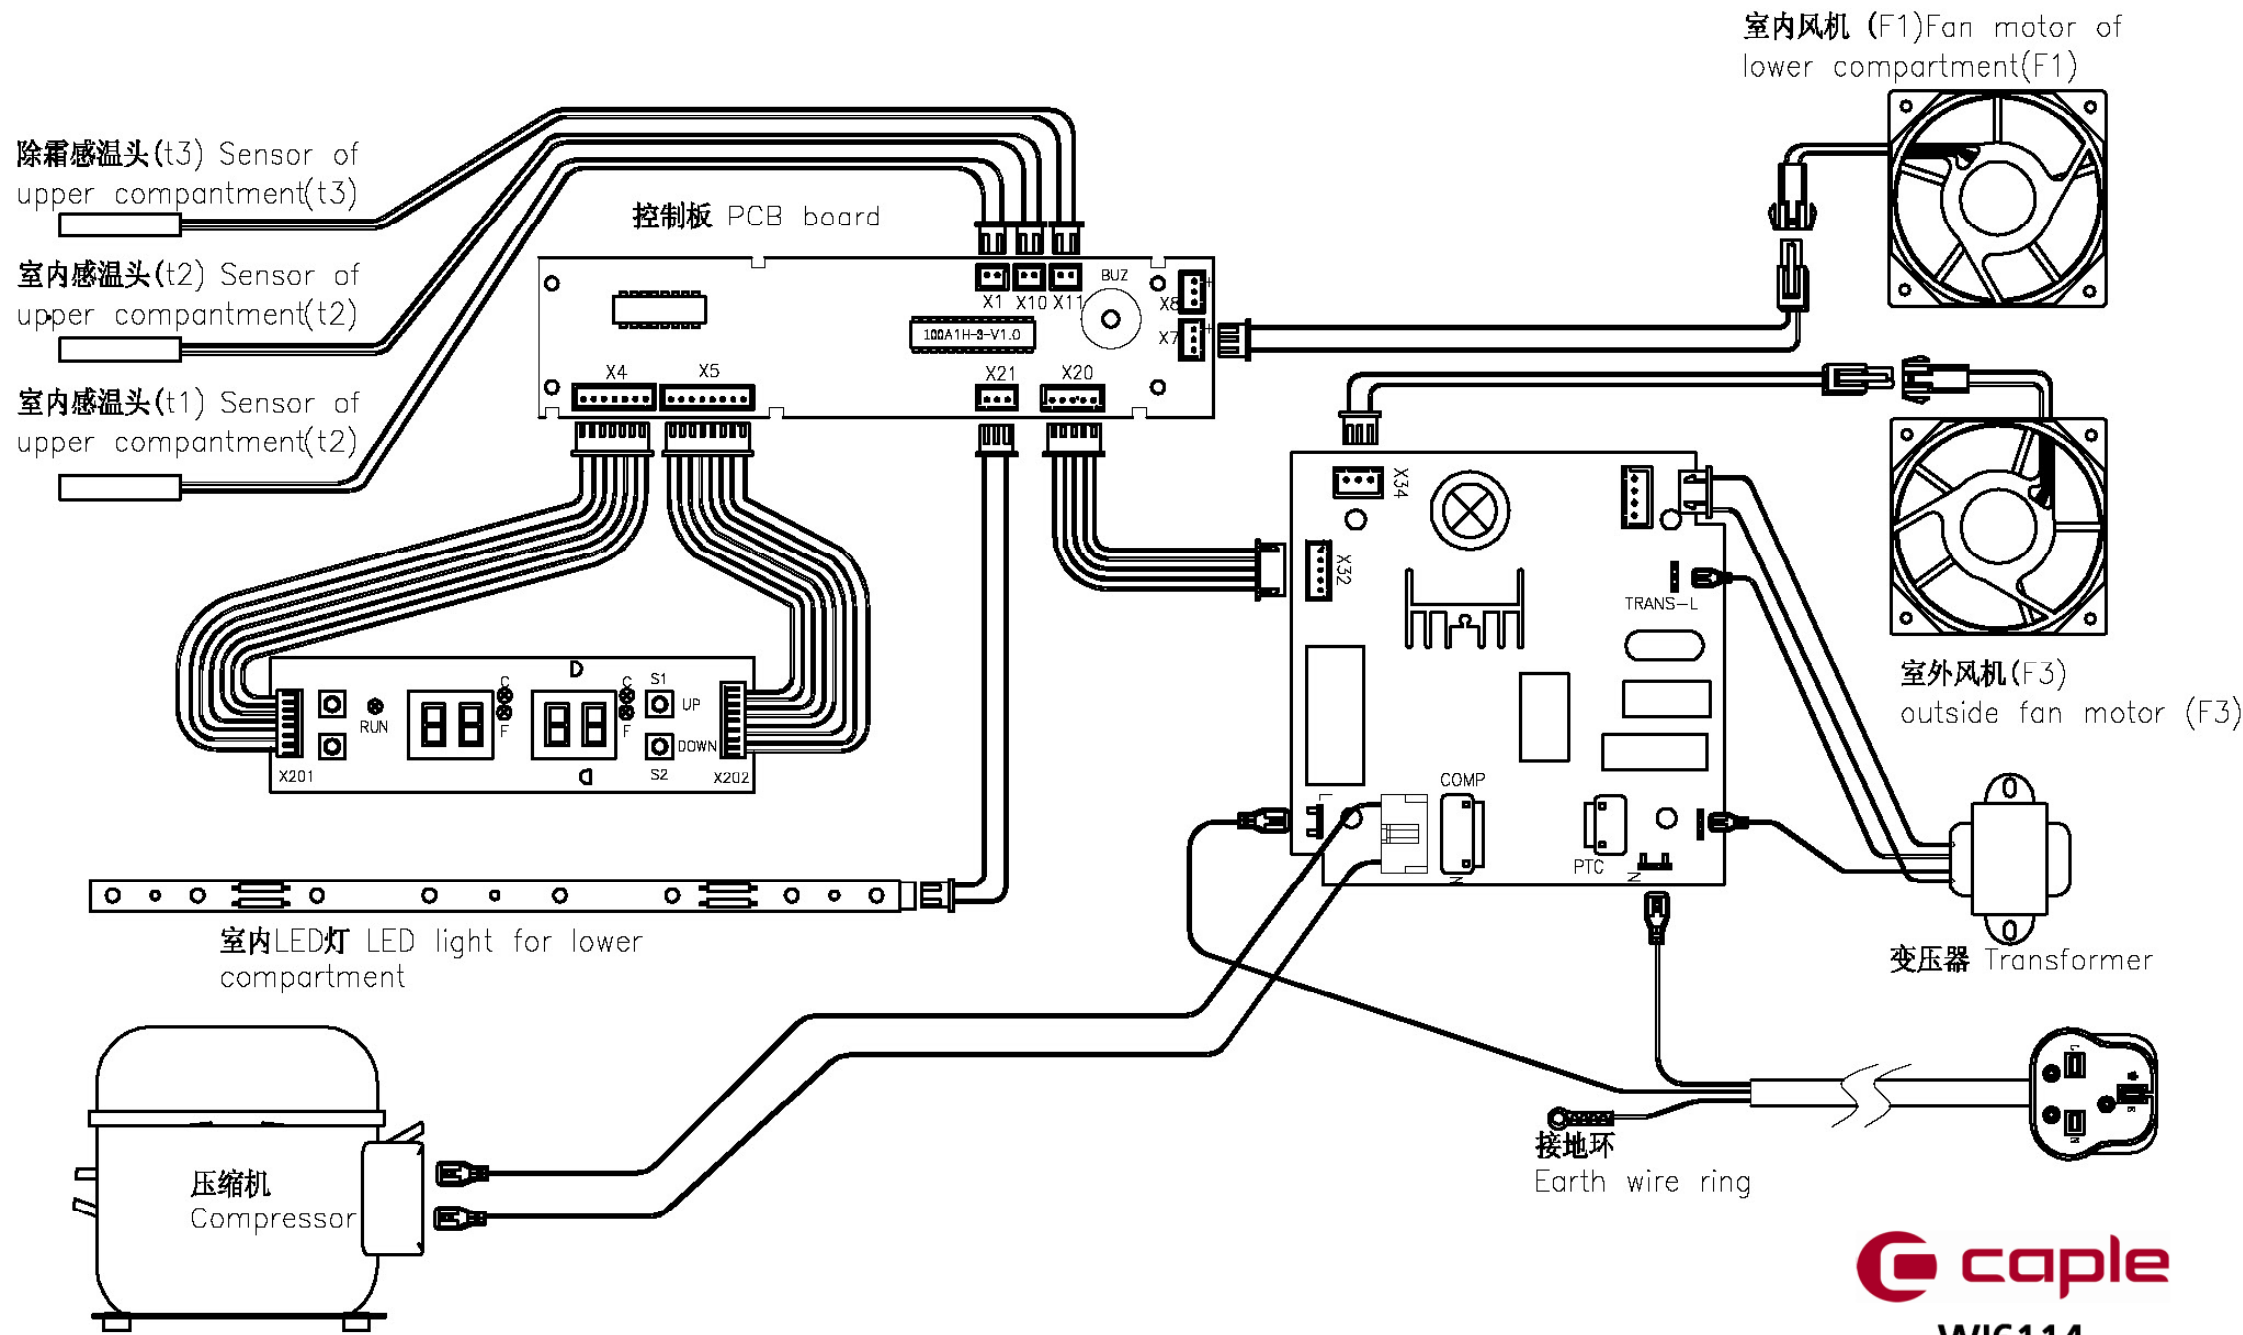 室内风机 (F1)Fan motor of
lower compartment(F1)
除霜感温头(t3) Sensor of
upper compantment(t3)
控制板 PCB board
室内感温头(t2) Sensor of
upper compantment(t2)
BUZ
X1 X10 X11
X8
100A1H-3-V1.0
X7
+
+
X4
X5
X21
X20
室内感温头(t1) Sensor of
upper compartment(t2)
X34
X32
TRANS-L
室外风机(F3)
outside fan motor (F3)
C
D
C
S1
UP
RUN
F
F
DOWN
X201
D
S2
X202
COMP
L
PTC
N
N
室内LED灯 LED light for lower
compartment
变压器 Transformer
L
E
N
接地环
Earth wire ring
压缩机
Compressor
caple